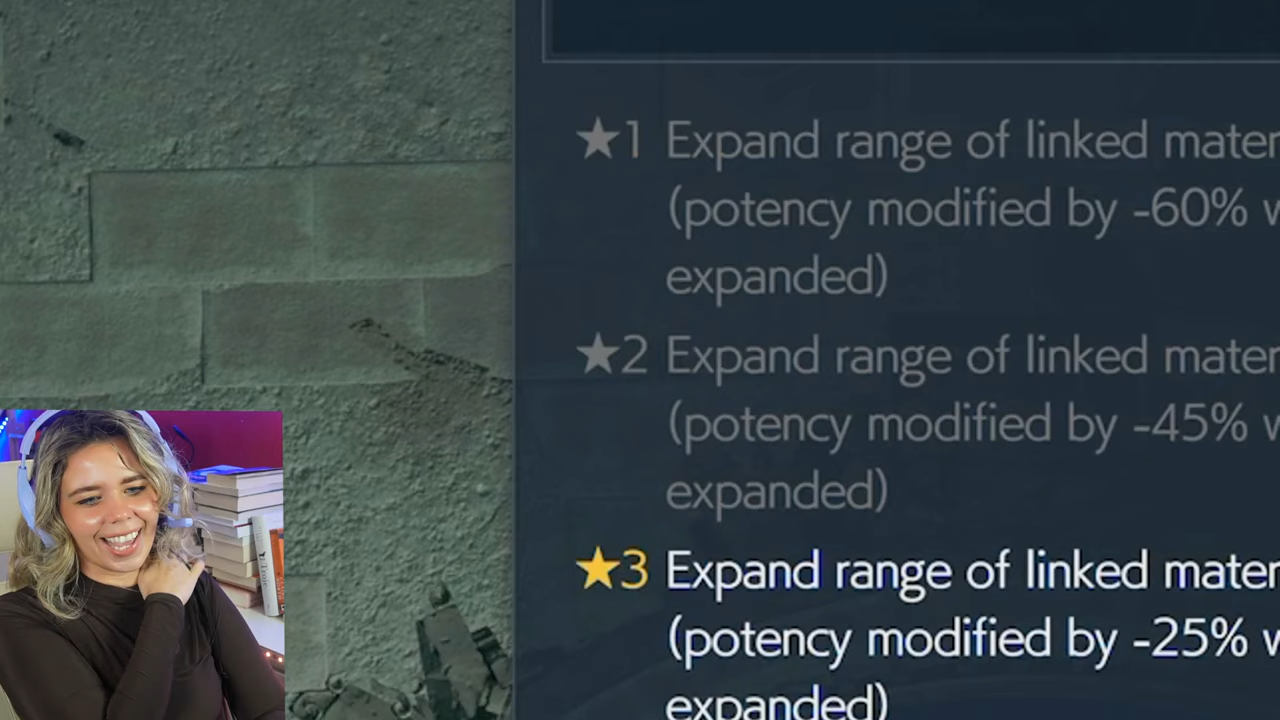 ★1 Expand range of linked mater
(potency modified by -60% w
expanded)
★2 Expand range of linked mater
(potency modified by -45% w
expanded)
★3 Expand range of linked mater
(potency modified by -25% w
expanded)